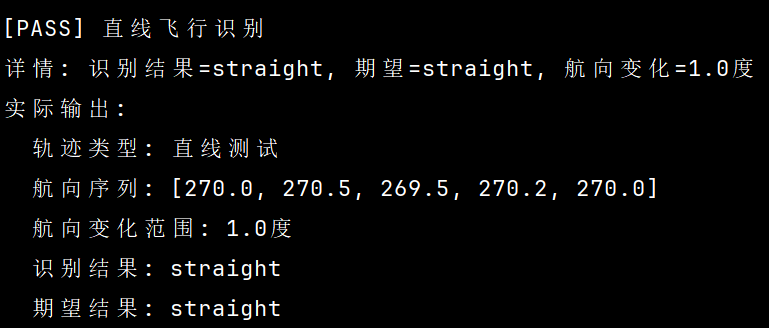 [PASS] 直线飞行识别
详情: 识别结果=straight, 期望=straight, 航向变化=1.0度
实际输出:
轨迹类型: 直线测试
航向序列: [270.0, 270.5, 269.5, 270.2, 270.0]
航向变化范围: 1.0度
识别结果: straight
期望结果: straight